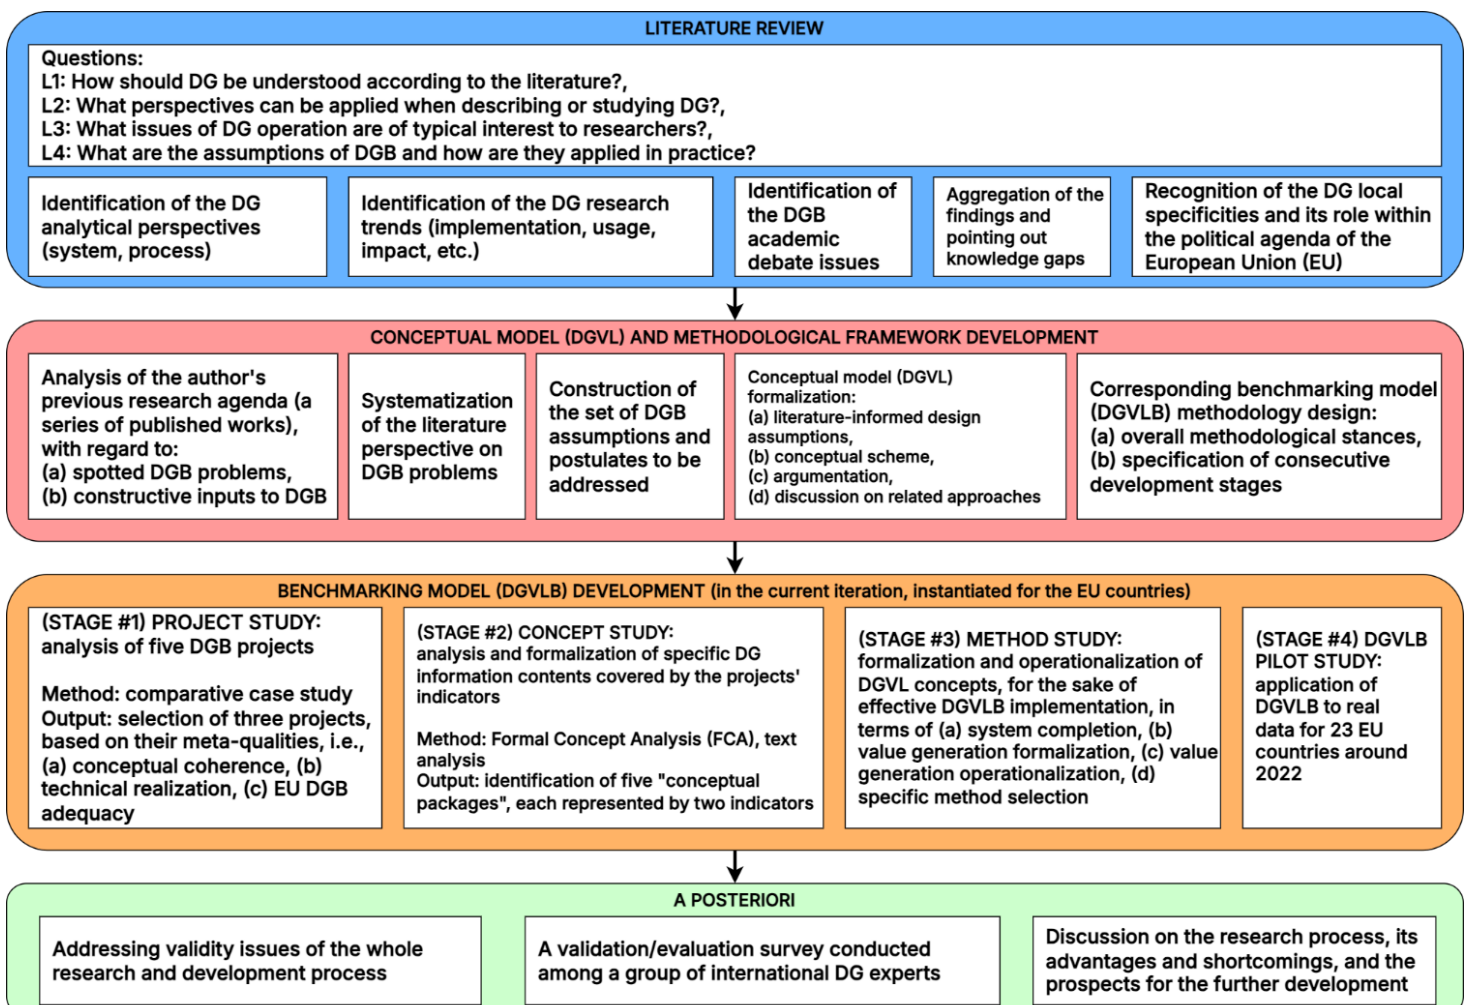 LITERATURE REVIEW
Questions:
L1: How should DG be understood according to the literature?,
L2: What perspectives can be applied when describing or studying DG?,
L3: What issues of DG operation are of typical interest to researchers?,
L4: What are the assumptions of DGB and how are they applied in practice?
Identification of the DG
analytical perspectives
(system, process)
Identification of the DG research
trends (implementation, usage,
impact, etc.)
Identification of
the DGB
academic
debate issues
Aggregation of the
findings and
pointing out
knowledge gaps
Recognition of the DG local
specificities and its role within
the political agenda of the
European Union (EU)
CONCEPTUAL MODEL (DGVL) AND METHODOLOGICAL FRAMEWORK DEVELOPMENT
Analysis of the author's
previous research agenda (a
series of published works),
with regard to:
(a) spotted DGB problems,
(b) constructive inputs to DGB
Systematization
of the literature
perspective on
DGB problems
Construction of
the set of DGB
assumptions and
postulates to be
addressed
Conceptual model (DGVL)
formalization:
(a) literature-informed design
assumptions,
(b) conceptual scheme,
(c) argumentation,
(d) discussion on related approaches
Corresponding benchmarking model
(DGVLB) methodology design:
(a) overall methodological stances,
(b) specification of consecutive
development stages
BENCHMARKING MODEL (DGVLB) DEVELOPMENT (in the current iteration, instantiated for the EU countries)
(STAGE #1) PROJECT STUDY:
analysis of five DGB projects
Method: comparative case study
Output: selection of three projects,
based on their meta-qualities, i.e.,
(a) conceptual coherence, (b)
technical realization, (c) EU DGB
adequacy
(STAGE #2) CONCEPT STUDY:
analysis and formalization of specific DG
information contents covered by the projects'
indicators
Method: Formal Concept Analysis (FCA), text
analysis
Output: identification of five "conceptual
packages", each represented by two indicators
(STAGE #3) METHOD STUDY:
formalization and operationalization of
DGVL concepts, for the sake of
effective DGVLB implementation, in
terms of (a) system completion, (b)
value generation formalization, (c) value
generation operationalization, (d)
specific method selection
(STAGE #4) DGVLB
PILOT STUDY:
application of
DGVLB to real
data for 23 EU
countries around
2022
A POSTERIORI
Addressing validity issues of the whole
research and development process
A validation/evaluation survey conducted
among a group of international DG experts
Discussion on the research process, its
advantages and shortcomings, and the
prospects for the further development